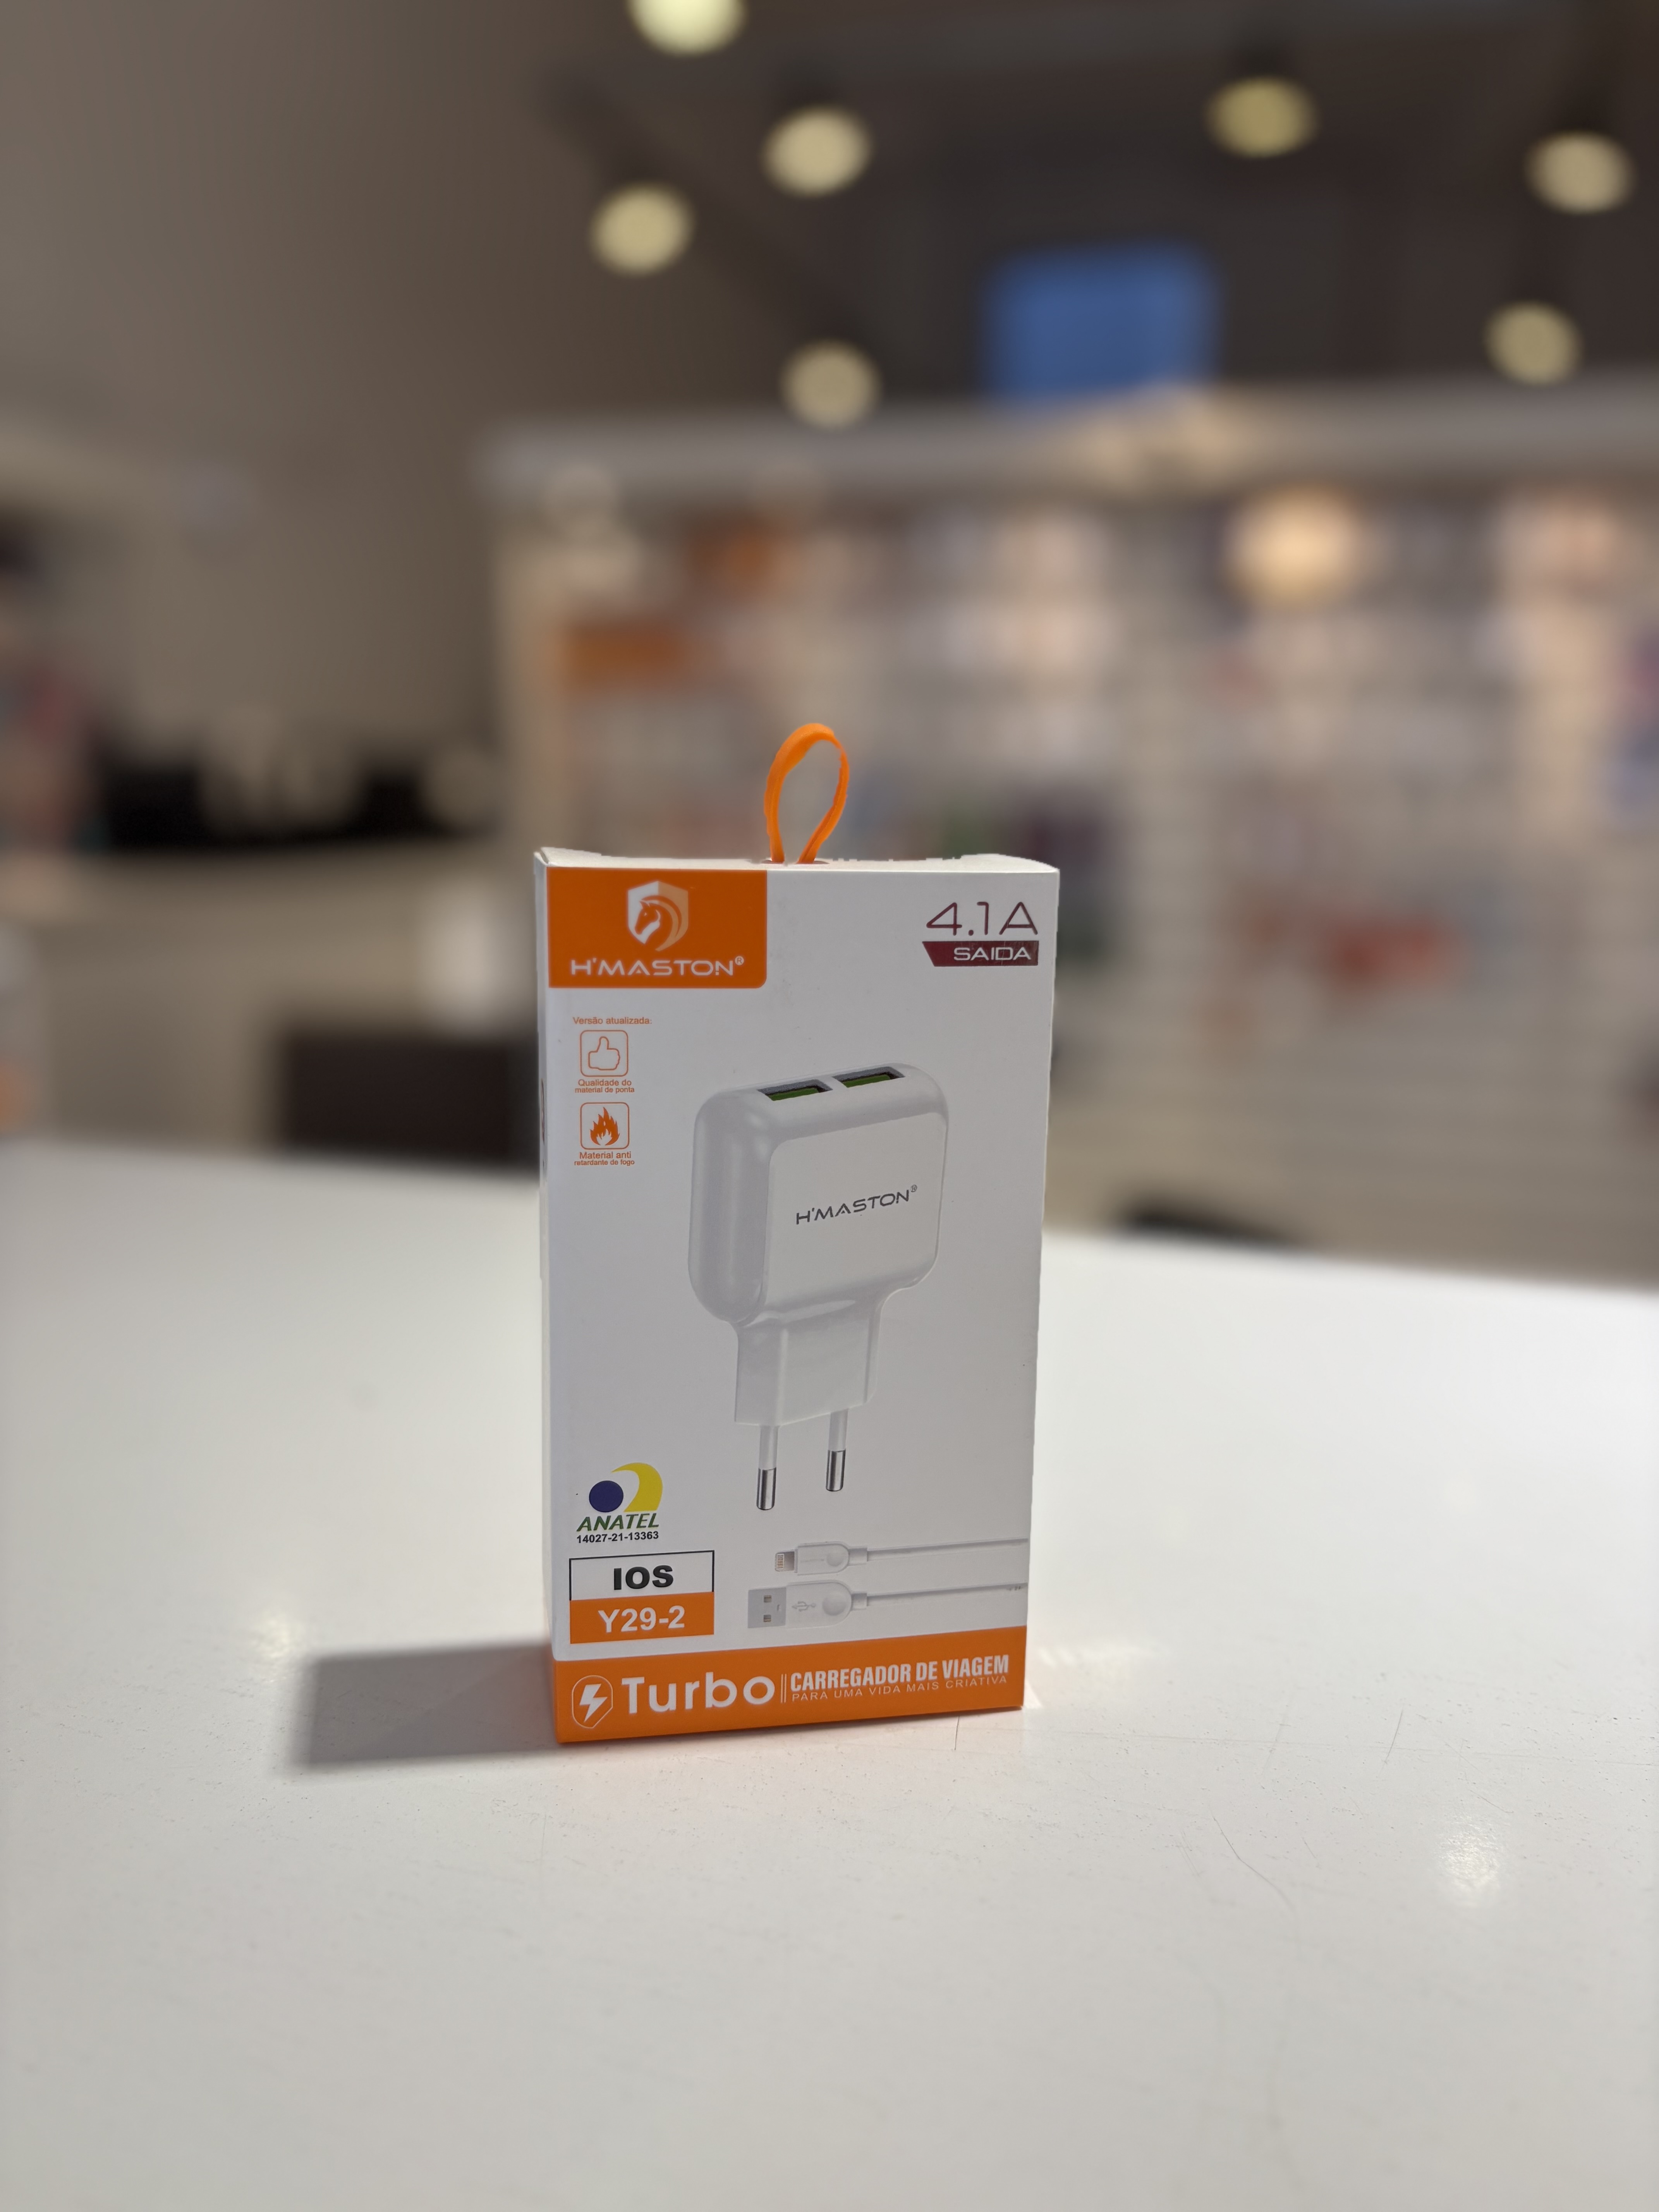 H'MASTON®
4.1A
SAIDA
Versão atualizada.
Qualidade do
material de ponta
Material anti
retardante de fogo
H'MASTON®
ANATEL
14027-21-13363
IOS
Y29-2
Turbo
CARREGADOR DE VIAGEM
PARA UMA VIDA MAIS CRIATIVA